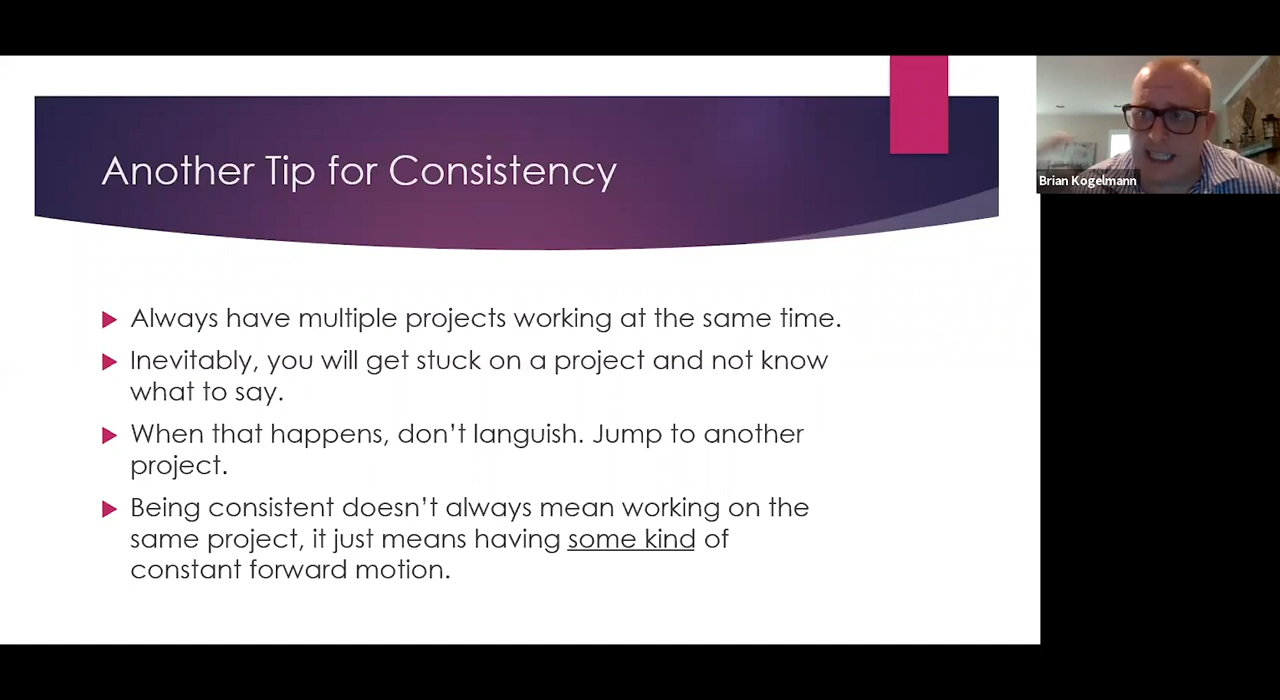 Another Tip for Consistency
Brian Kogelmann
Always have multiple projects working at the same time.
Inevitably, you will get stuck on a project and not know
what to say.
When that happens, don’t languish. Jump to another
project.
Being consistent doesn’t always mean working on the
same project, it just means having some kind of
constant forward motion.